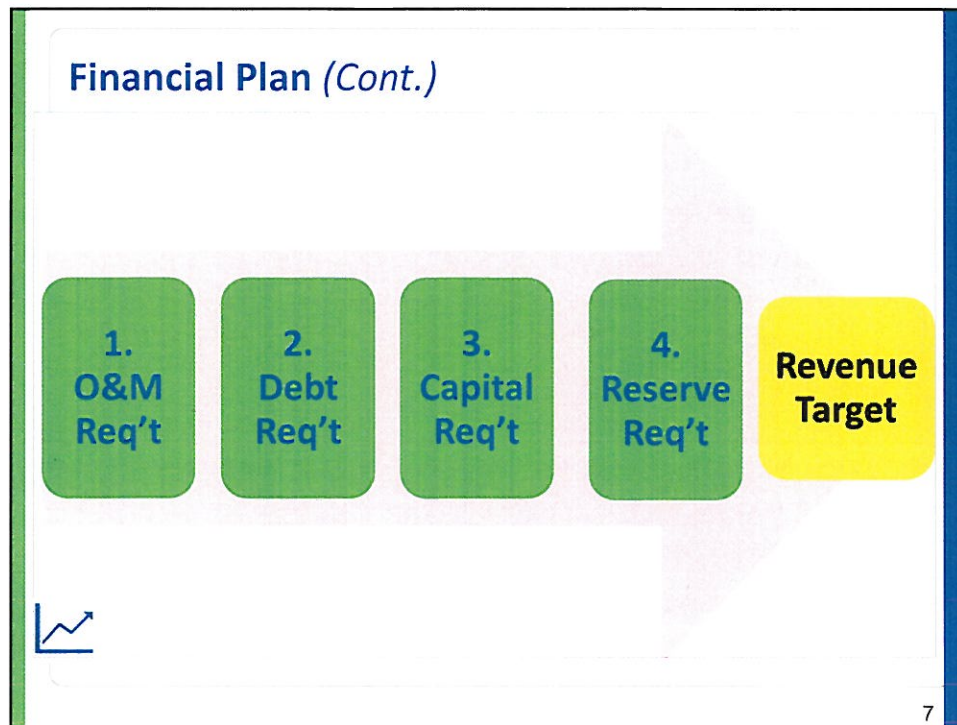 Financial Plan (Cont.)
1.
O&M
Req’t
2.
Debt
Req’t
3.
Capital
Req’t
4.
Reserve
Req’t
Revenue
Target
7